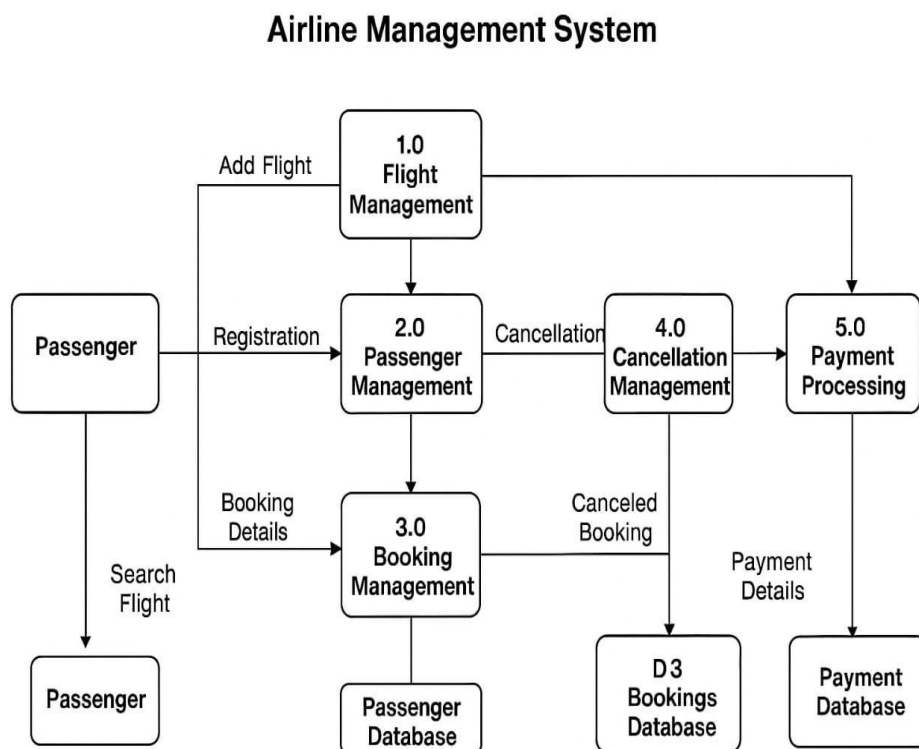 Airline Management System
1.0
Flight
Management
Add Flight
Passenger
Registration
2.0
Passenger
Management
Cancellation
4.0
Cancellation
Management
5.0
Payment
Processing
Booking
Details
3.0
Booking
Management
Canceled
Booking
Search
Flight
Payment
Details
Passenger
Passenger
Database
D3
Bookings
Database
Payment
Database